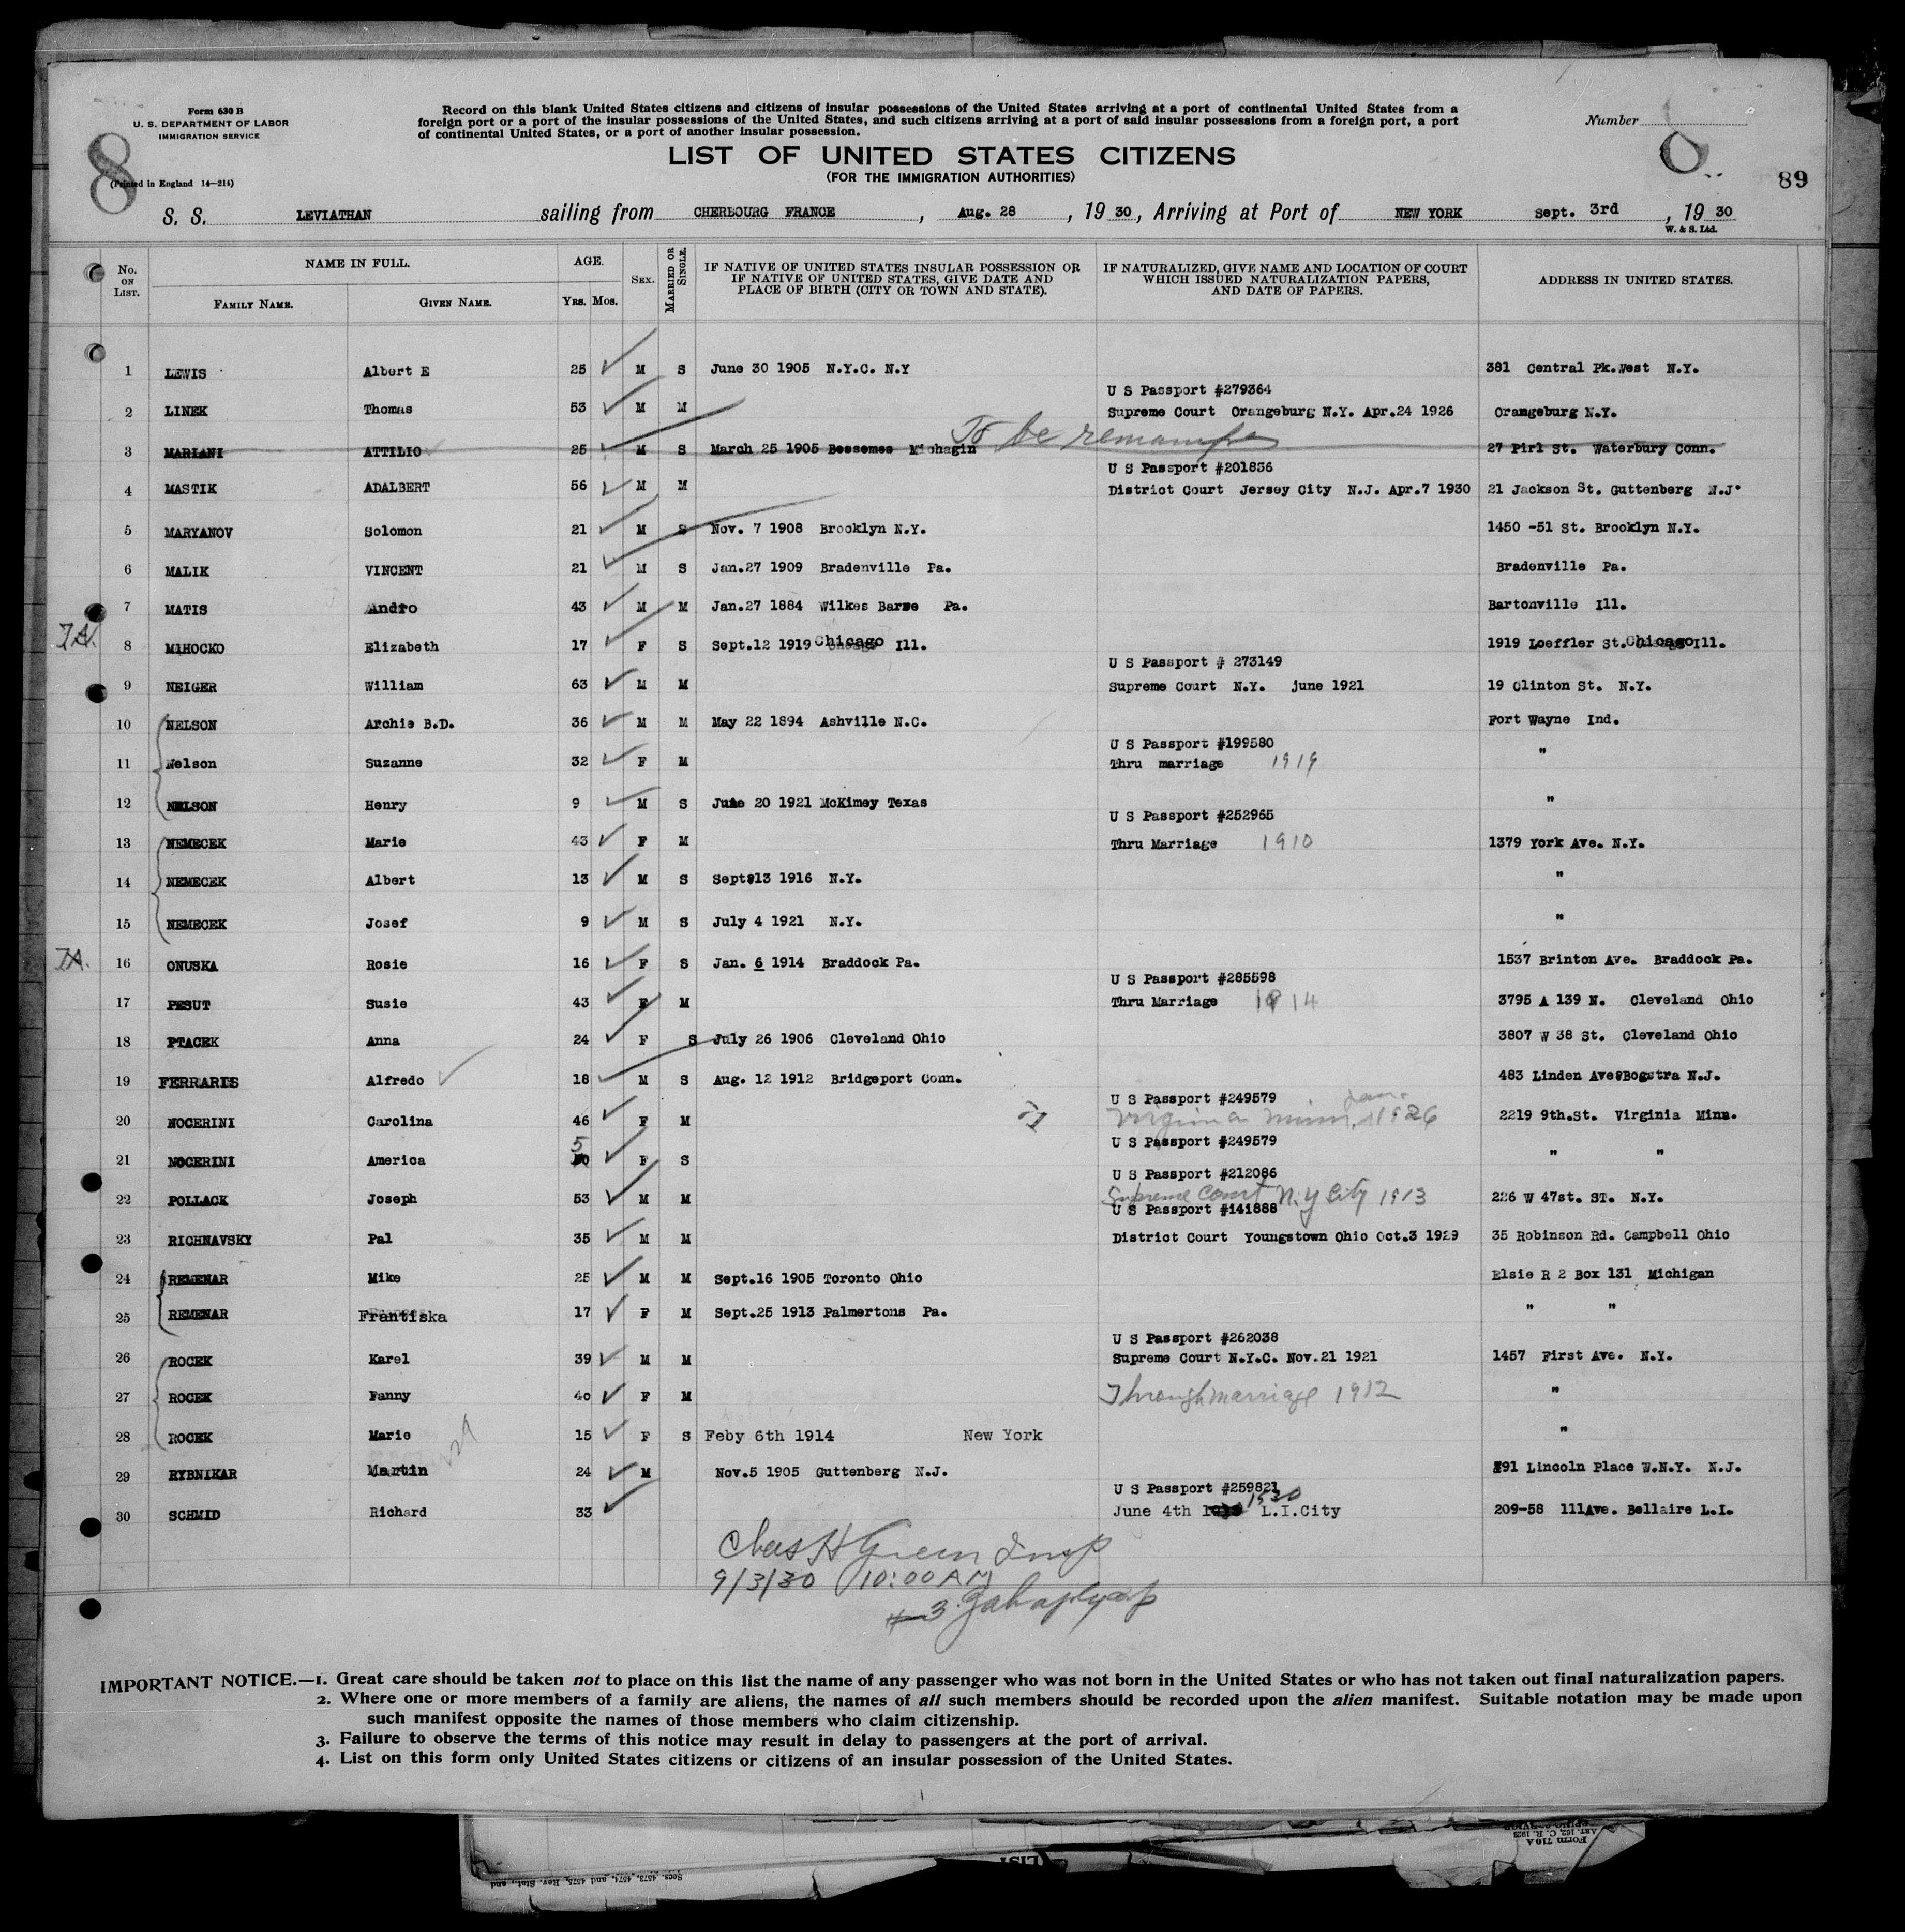 Form 630 B
U. S. DEPARTMENT OF LABOR
IMMIGRATION SERVICE
(Printed in England 14—214)
8
Record on this blank United States citizens and citizens of insular possessions of the United States arriving at a port of continental United States from a
foreign port or a port of the insular possessions of the United States, and such citizens arriving at a port of said insular possessions from a foreign port, a port
of continental United States, or a port of another insular possession.
Number
LIST OF UNITED STATES CITIZENS
(FOR THE IMMIGRATION AUTHORITIES)
89
S. S. LEVIATHAN sailing from CHERBOURG FRANCE , Aug. 28 , 19 30 , Arriving at Port of NEW YORK Sept. 3rd , 19 30
W. & S. Ltd.
No. ON LIST. NAME IN FULL. FAMILY NAME. GIVEN NAME. AGE. YRS. MOS. SEX. MARRIED OR SINGLE. IF NATIVE OF UNITED STATES INSULAR POSSESSION OR IF NATIVE OF UNITED STATES, GIVE DATE AND PLACE OF BIRTH (CITY OR TOWN AND STATE). IF NATURALIZED, GIVE NAME AND LOCATION OF COURT WHICH ISSUED NATURALIZATION PAPERS, AND DATE OF PAPERS. ADDRESS IN UNITED STATES.
1 LEWIS Albert E 25 M S June 30 1905 N.Y.C. N.Y 381 Central Pk.West N.Y.
U S Passport #279364
2 LINEK Thomas 53 M M Supreme Court Orangeburg N.Y. Apr.24 1926 Orangeburg N.Y.
To be
3 MARIANI ATTILIO 25 M S March 25 1905 Bessemes Michagin 27 Pirl St. Waterbury Conn.
U S Passport #201836
4 MASTIK ADALBERT 56 M M District Court Jersey City N.J. Apr.7 1930 21 Jackson St. Guttenberg N.J.
5 MARYANOV Solomon 21 M S Nov. 7 1908 Brooklyn N.Y. 1450 -51 St. Brooklyn N.Y.
6 MALIK VINCENT 21 M S Jan.27 1909 Bradenville Pa. Bradenville Pa.
7 MATIS Andro 43 M M Jan.27 1884 Wilkes Barre Pa. Bartonville Ill.
8 MIHOCKO Elizabeth 17 F S Sept.12 1919 Chicago Ill. 1919 Loeffler St. Chicago Ill.
U S Passport # 273149
9 NEIGER William 63 M M Supreme Court N.Y. june 1921 19 Clinton St. N.Y.
10 NELSON Archie B.D. 36 M M May 22 1894 Ashville N.C. Fort Wayne Ind.
U S Passport #199580
11 Nelson Suzanne 32 F M Thru marriage 1919 "
12 NELSON Henry 9 M S June 20 1921 McKimey Texas "
U S Passport #252965
13 NEMECEK Marie 43 F M Thru Marriage 1910 1379 York Ave. N.Y.
14 NEMECEK Albert 13 M S Sept.13 1916 N.Y. "
15 NEMECEK Josef 9 M S July 4 1921 N.Y. "
16 ONUSKA Rosie 16 F S Jan. 6 1914 Braddock Pa. 1537 Brinton Ave. Braddock Pa.
U S Passport #285598
17 PESUT Susie 43 F M Thru Marriage 1914 3795 A 139 N. Cleveland Ohio
18 PTACEK Anna 24 F S July 26 1906 Cleveland Ohio 3807 W 38 St. Cleveland Ohio
19 FERRARIS Alfredo 18 M S Aug. 12 1912 Bridgeport Conn. 483 Linden Ave.Bogstra N.J.
U S Passport #249579
20 NOCERINI Carolina 46 F M Virginia Minn. Jan. 1926 2219 9th.St. Virginia Minn.
U S Passport #249579
21 NOCERINI America 5 F S " "
U S Passport #212086
22 POLLACK Joseph 53 M M Supreme Court N.Y City 1913 226 W 47st. ST. N.Y.
U S Passport #141888
23 RICHNAVSKY Pal 35 M M District Court Youngstown Ohio Oct.3 1929 35 Robinson Rd. Campbell Ohio
24 REMENAR Mike 25 M M Sept.16 1905 Toronto Ohio Elsie R 2 Box 131 Michigan
25 REMENAR Frantiska 17 F M Sept.25 1913 Palmertons Pa. " "
U S Passport #262038
26 ROCEK Karel 39 M M Supreme Court N.Y.C. Nov.21 1921 1457 First Ave. N.Y.
27 ROCEK Fanny 40 F M Through marriage 1912 "
28 ROCEK Marie 15 F S Feby 6th 1914 New York "
29 RYBNIKAR Martin 24 M Nov.5 1905 Guttenberg N.J. 191 Lincoln Place W.N.Y. N.J.
U S Passport #259821
30 SCHMID Richard 33 June 4th 1930 L.I.City 209-58 111Ave. Bellaire L.I.
Chas H Green Insp
9/3/30 10:00 AM
IMPORTANT NOTICE.—1. Great care should be taken not to place on this list the name of any passenger who was not born in the United States or who has not taken out final naturalization papers.
2. Where one or more members of a family are aliens, the names of all such members should be recorded upon the alien manifest. Suitable notation may be made upon
such manifest opposite the names of those members who claim citizenship.
3. Failure to observe the terms of this notice may result in delay to passengers at the port of arrival.
4. List on this form only United States citizens or citizens of an insular possession of the United States.